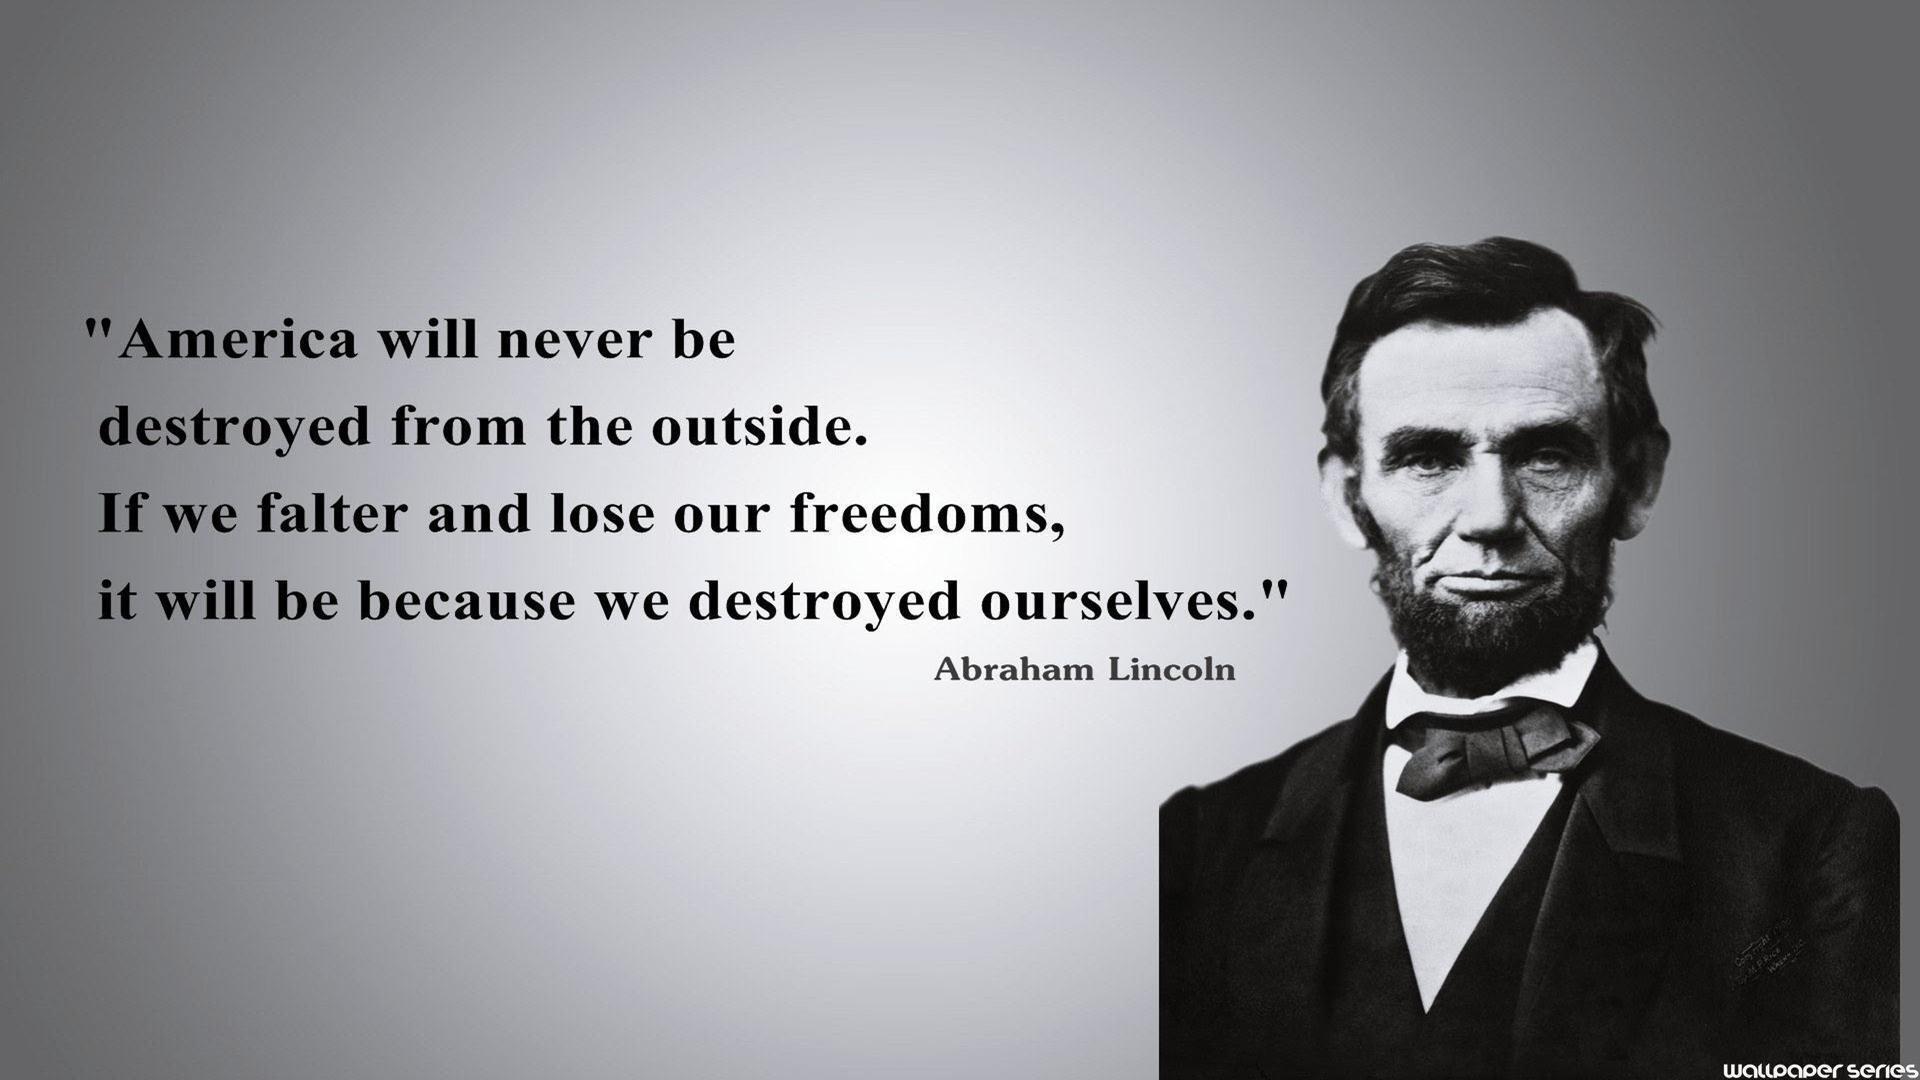 "America will never be
destroyed from the outside.
If we falter and lose our freedoms,
it will be because we destroyed ourselves."
Abraham Lincoln
wallpaper series